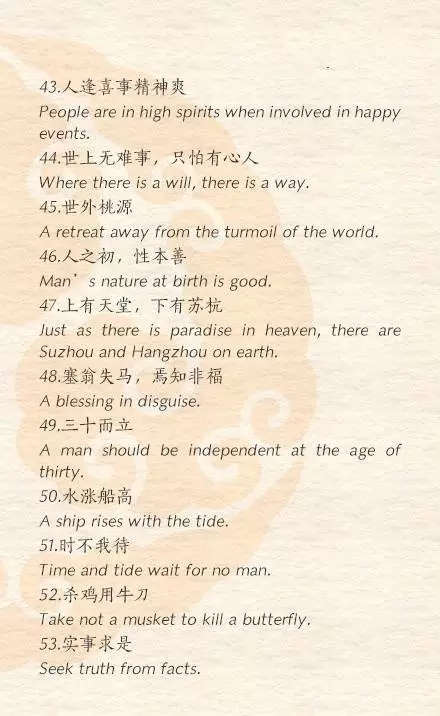 43.人逢喜事精神爽
People are in high spirits when involved in happy
events.
44.世上无难事，只怕有心人
Where there is a will, there is a way.
45.世外桃源
A retreat away from the turmoil of the world.
46.人之初，性本善
Man’s nature at birth is good.
47.上有天堂，下有苏杭
Just as there is paradise in heaven, there are
Suzhou and Hangzhou on earth.
48.塞翁失马，焉知非福
A blessing in disguise.
49.三十而立
A man should be independent at the age of
thirty.
50.水涨船高
A ship rises with the tide.
51.时不我待
Time and tide wait for no man.
52.杀鸡用牛刀
Take not a musket to kill a butterfly.
53.实事求是
Seek truth from facts.